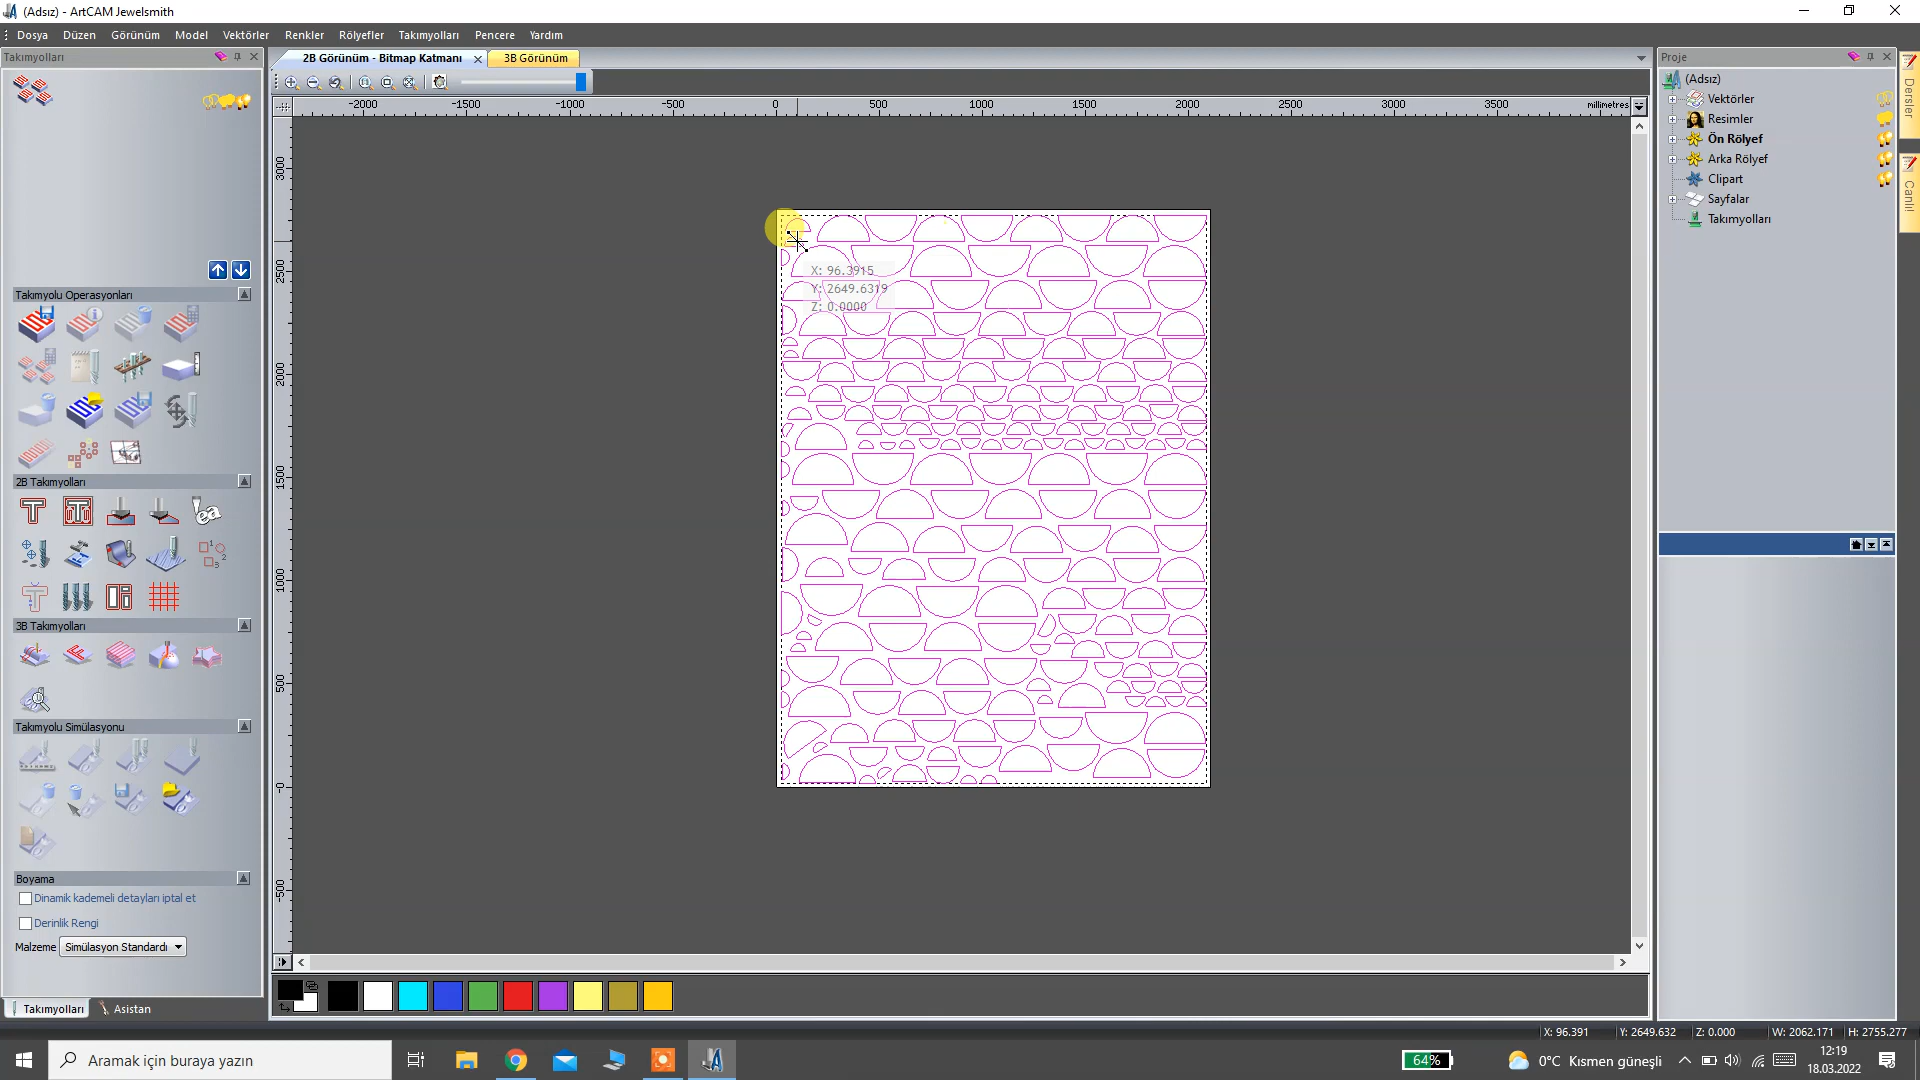 (Adsız) - ArtCAM Jewelsmith
Dosya Düzen Görünüm Model Vektörler Renkler Rölyefler Takımyolları Pencere Yardım
Takımyolları
2B Görünüm - Bitmap Katmanı
3B Görünüm
-2000 -1500 -1000 -500 0 500 1000 1500 2000 2500 3000 3500 millimetres
3000
2500
2000
1500
1000
500
-0
-500
X: 96.3915
Y: 2649.6319
Z: 0.0000
Takımyolu Operasyonları
2B Takımyolları
3B Takımyolları
Takımyolu Simülasyonu
Boyama
Dinamik kademeli detayları iptal et
Derinlik Rengi
Malzeme Simülasyon Standardı
Takımyolları Asistan
Proje
(Adsız)
Vektörler
Resimler
Ön Rölyef
Arka Rölyef
Clipart
Sayfalar
Takımyolları
Dersler
Canlı!
X: 96.391 Y: 2649.632 Z: 0.000 W: 2062.171 H: 2755.277
Aramak için buraya yazın
64%
0°C Kısmen güneşli
12:19
18.03.2022